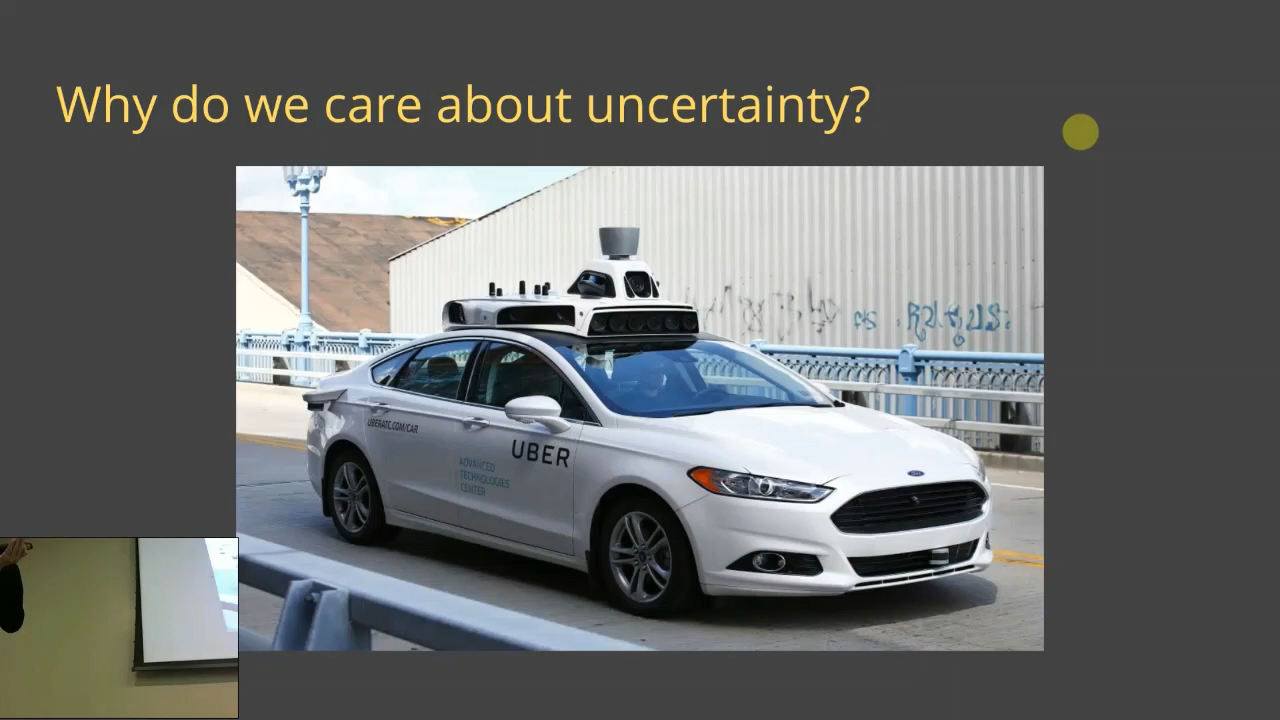 Why do we care about uncertainty?
UBERATC.COM/CAR
UBER
ADVANCED
TECHNOLOGIES
CENTER